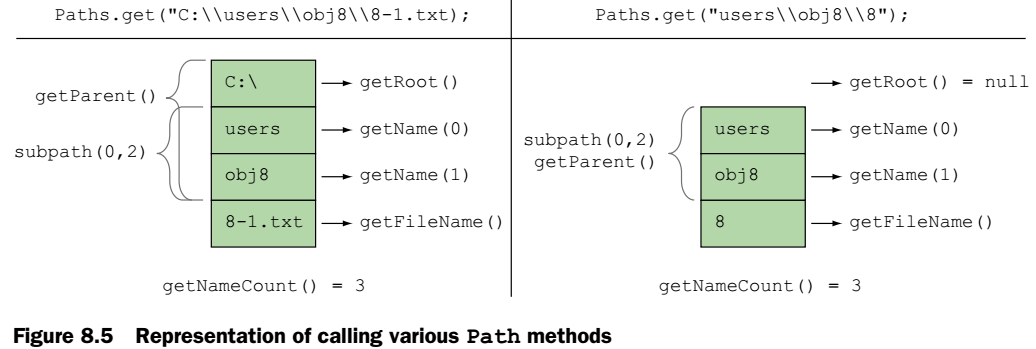 Paths.get("C:\\users\\obj8\\8-1.txt);
Paths.get("users\\obj8\\8");
getParent()
subpath(0,2)
C:\
users
obj8
8-1.txt
getRoot()
getName(0)
getName(1)
getFileName()
getNameCount() = 3
subpath(0,2)
getParent()
users
obj8
8
getRoot() = null
getName(0)
getName(1)
getFileName()
getNameCount() = 3
Figure 8.5 Representation of calling various Path methods